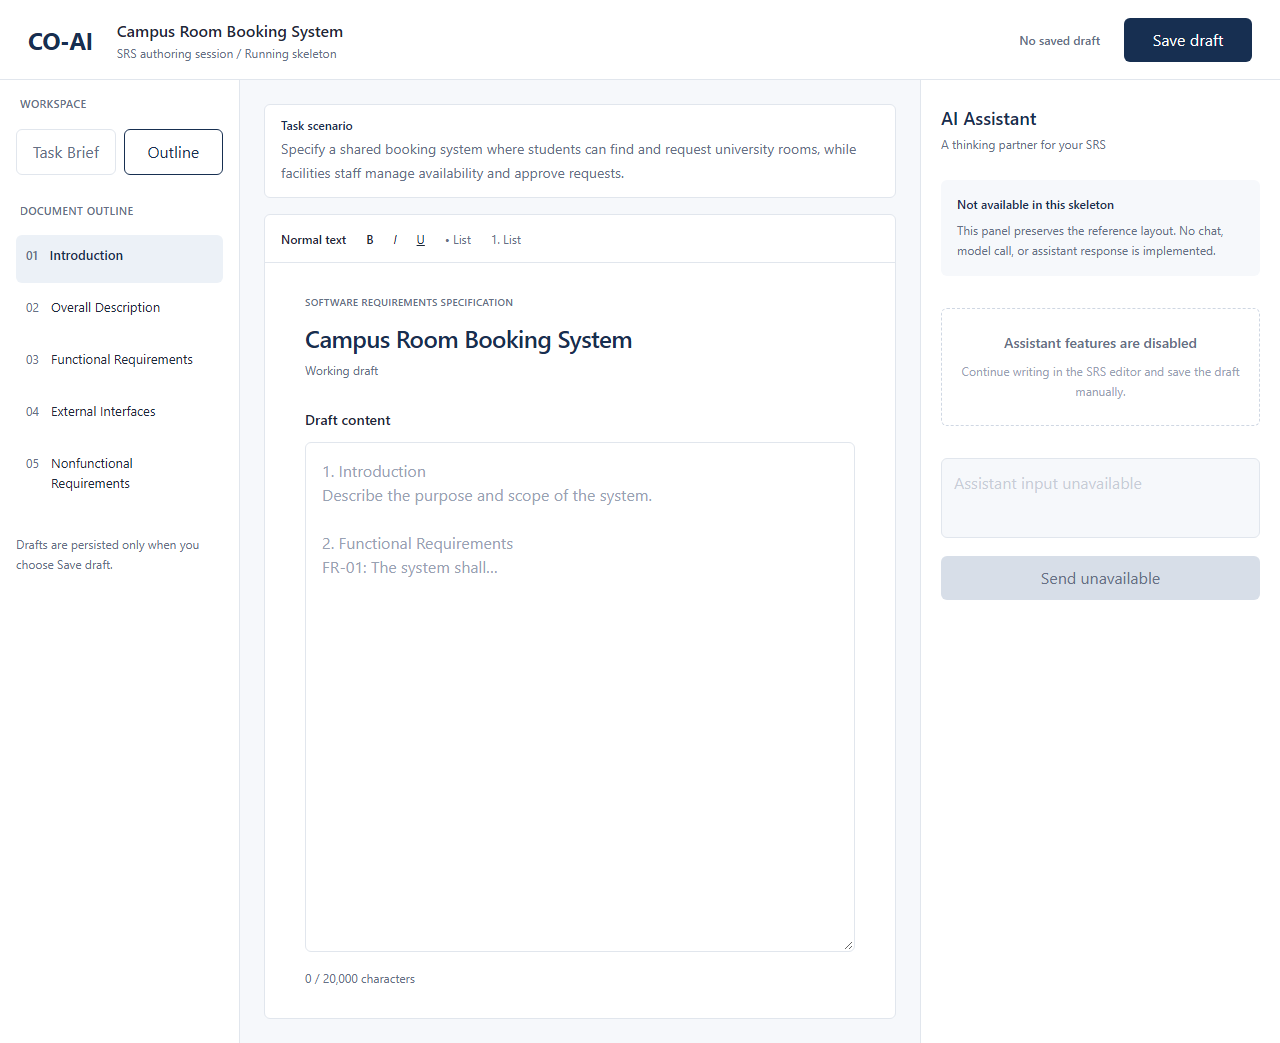 CO-AI
Campus Room Booking System
SRS authoring session / Running skeleton
No saved draft
Save draft
WORKSPACE
Task Brief
Outline
DOCUMENT OUTLINE
01 Introduction
02 Overall Description
03 Functional Requirements
04 External Interfaces
05 Nonfunctional
Requirements
Drafts are persisted only when you
choose Save draft.
Task scenario
Specify a shared booking system where students can find and request university rooms, while
facilities staff manage availability and approve requests.
Normal text B I U • List 1. List
SOFTWARE REQUIREMENTS SPECIFICATION
Campus Room Booking System
Working draft
Draft content
1. Introduction
Describe the purpose and scope of the system.
2. Functional Requirements
FR-01: The system shall...
0 / 20,000 characters
AI Assistant
A thinking partner for your SRS
Not available in this skeleton
This panel preserves the reference layout. No chat,
model call, or assistant response is implemented.
Assistant features are disabled
Continue writing in the SRS editor and save the draft
manually.
Assistant input unavailable
Send unavailable